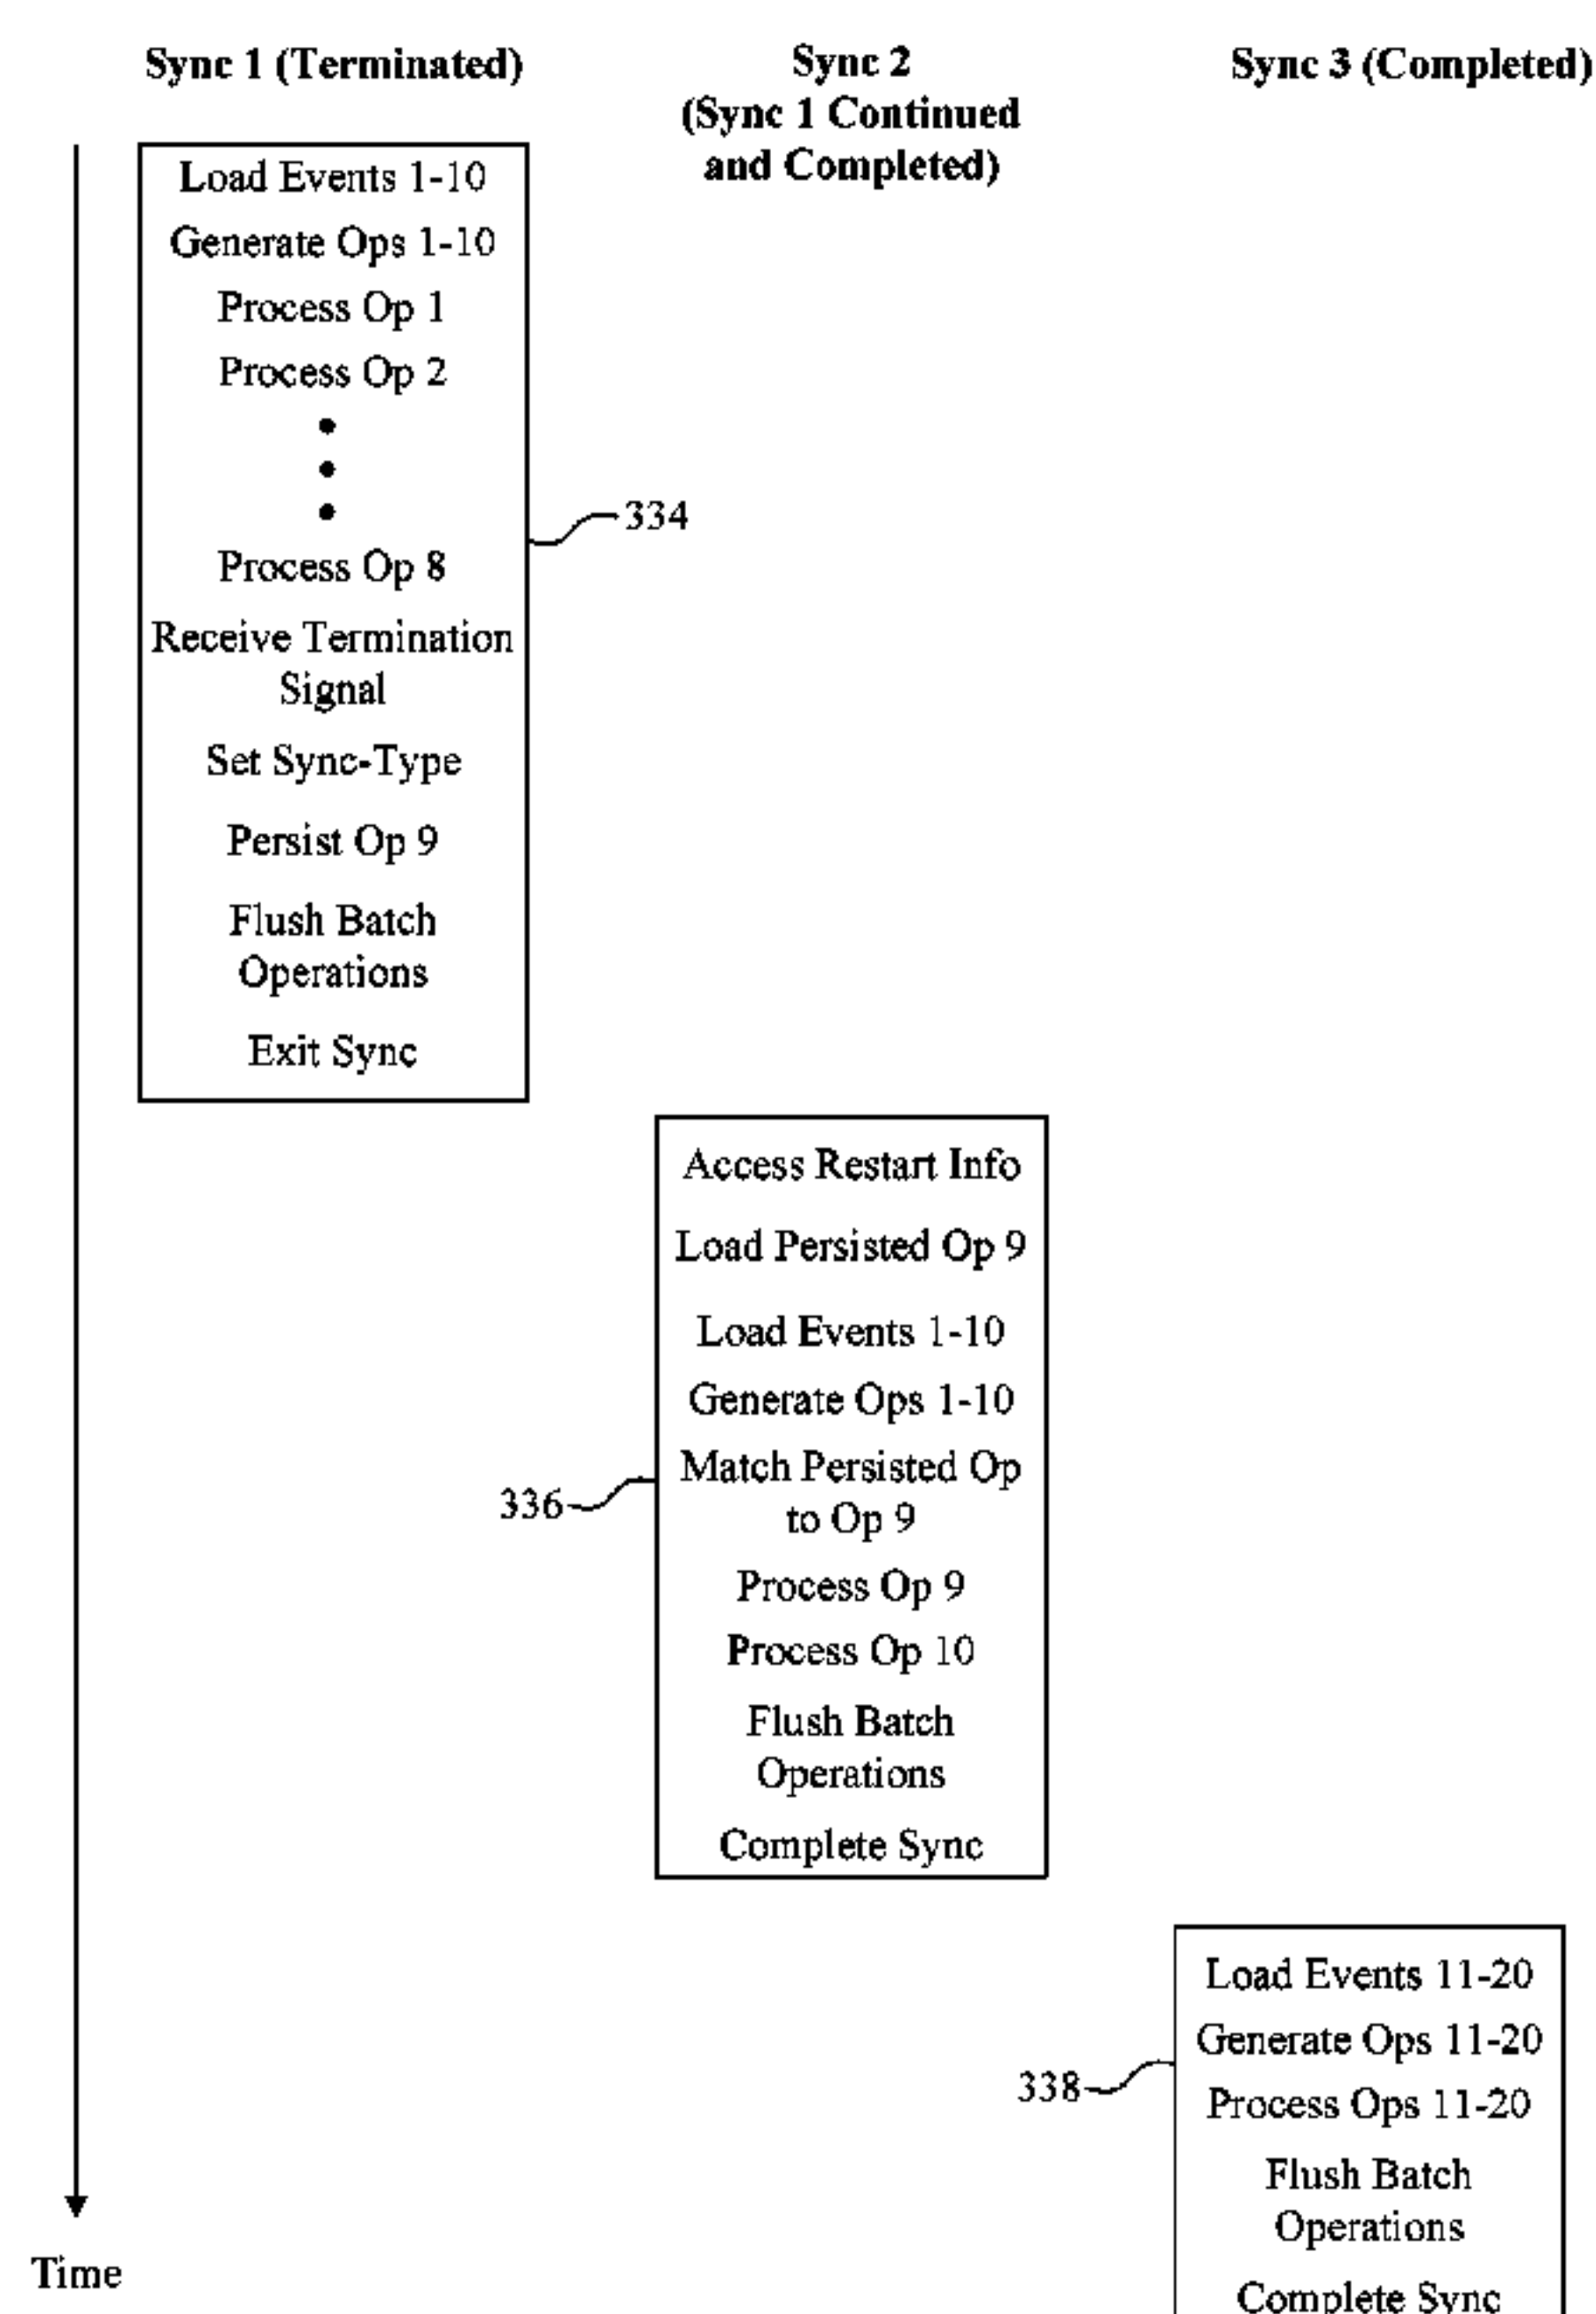 Sync 1 (Terminated)
Sync 2
(Sync 1 Continued
and Completed)
Sync 3 (Completed)
Load Events 1-10
Generate Ops 1-10
Process Op 1
Process Op 2
Process Op 8
Receive Termination
Signal
Set Sync-Type
Persist Op 9
Flush Batch
Operations
Exit Sync
334
Access Restart Info
Load Persisted Op 9
Load Events 1-10
Generate Ops 1-10
Match Persisted Op
to Op 9
Process Op 9
Process Op 10
Flush Batch
Operations
Complete Sync
336
Load Events 11-20
Generate Ops 11-20
Process Ops 11-20
Flush Batch
Operations
Complete Sync
338
Time